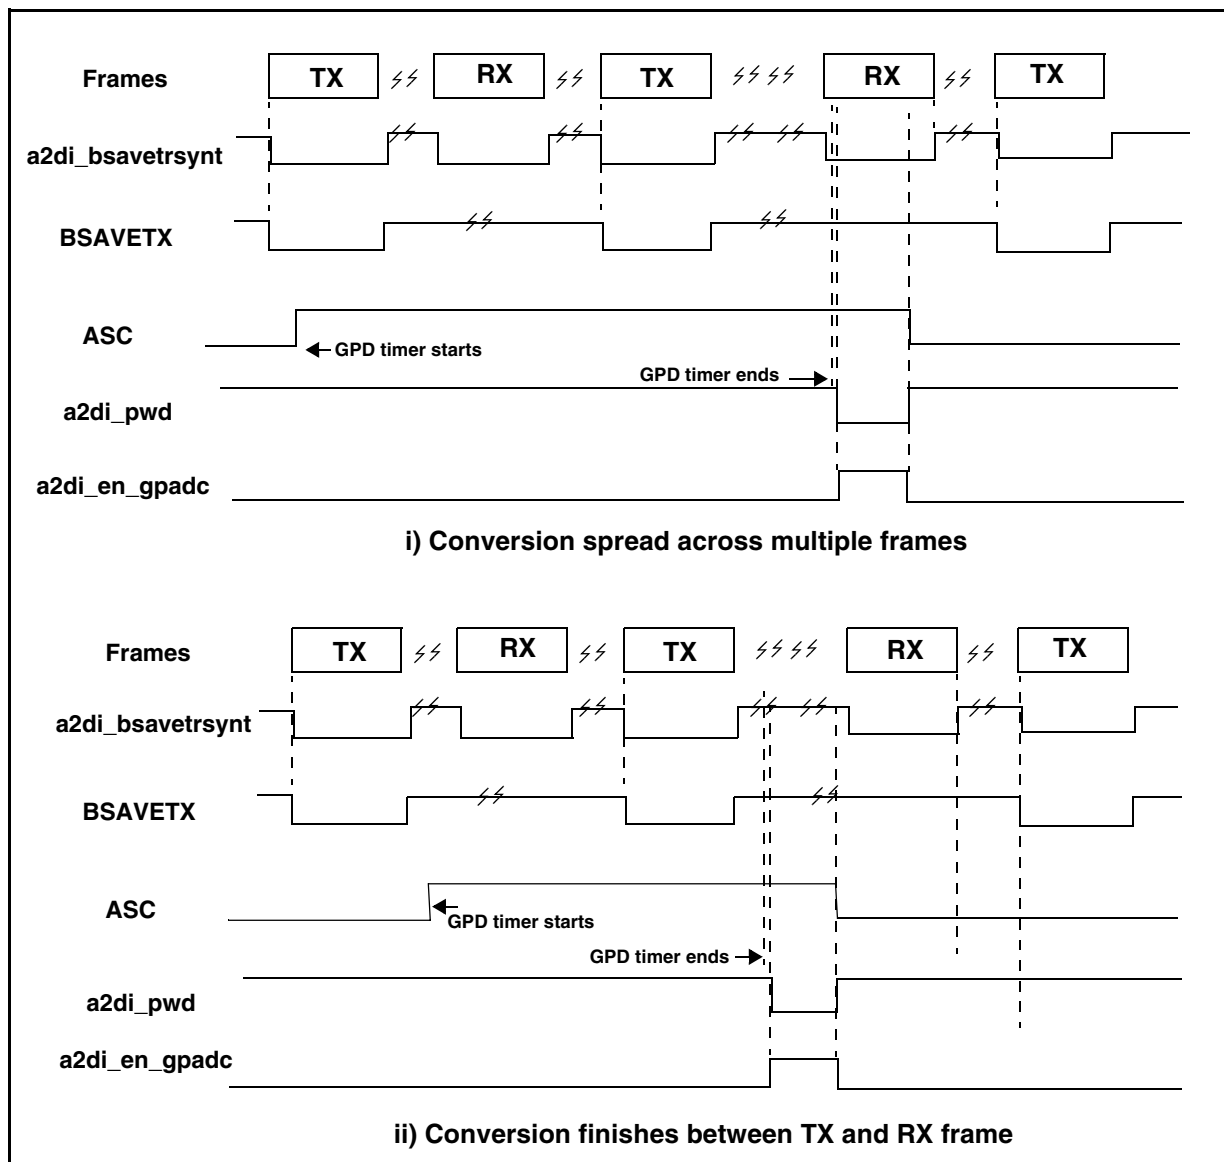 Frames TX RX TX RX TX
a2di_bsavetrsynt
BSAVETX
ASC
GPD timer starts
GPD timer ends
a2di_pwd
a2di_en_gpadc
i) Conversion spread across multiple frames
Frames TX RX TX RX TX
a2di_bsavetrsynt
BSAVETX
ASC
GPD timer starts
GPD timer ends
a2di_pwd
a2di_en_gpadc
ii) Conversion finishes between TX and RX frame